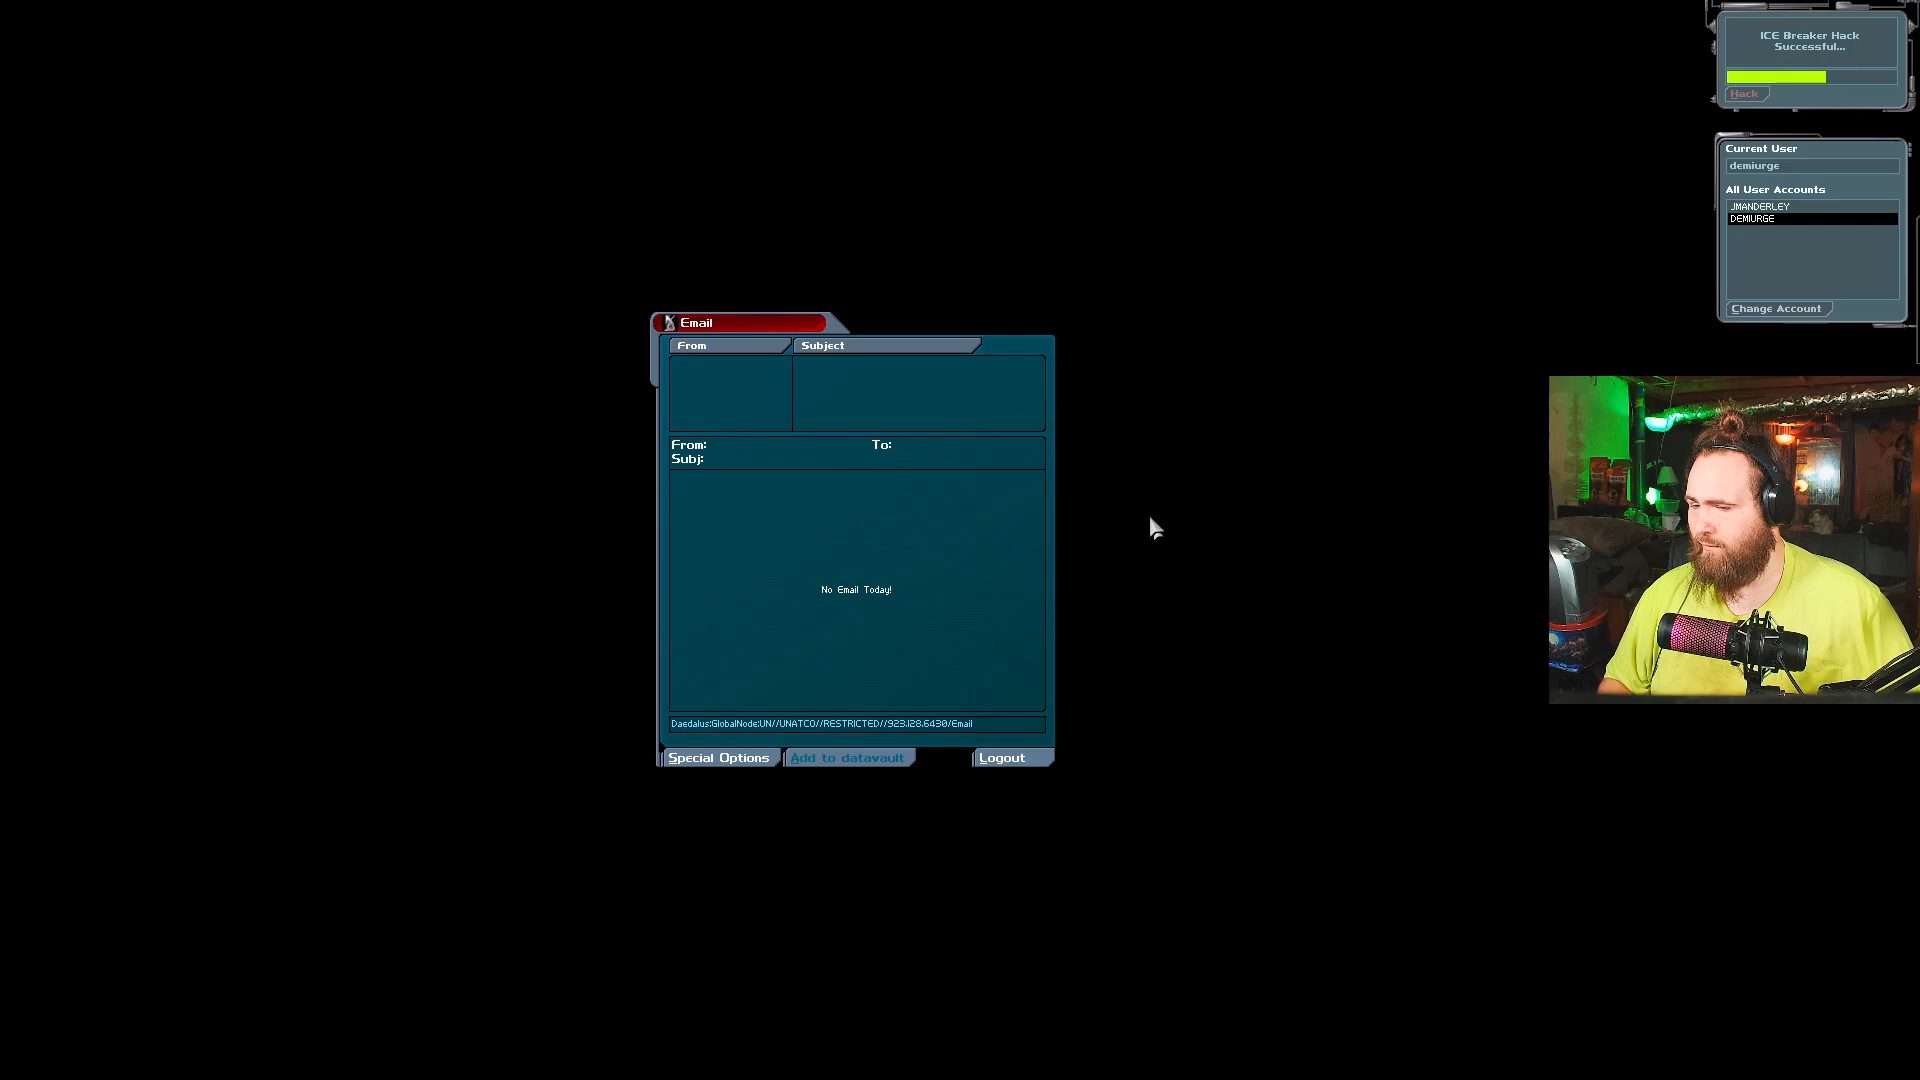 ICE Breaker Hack
Successful...
Hack
Current User
demiurge
All User Accounts
JMANDERLEY
DEMIURGE
Change Account
Email
From Subject
From: To:
Subj:
No Email Today!
Daedalus:GlobalNode:UN//UNATCO//RESTRICTED//923.128.6430/Email
Special Options Add to datavault Logout